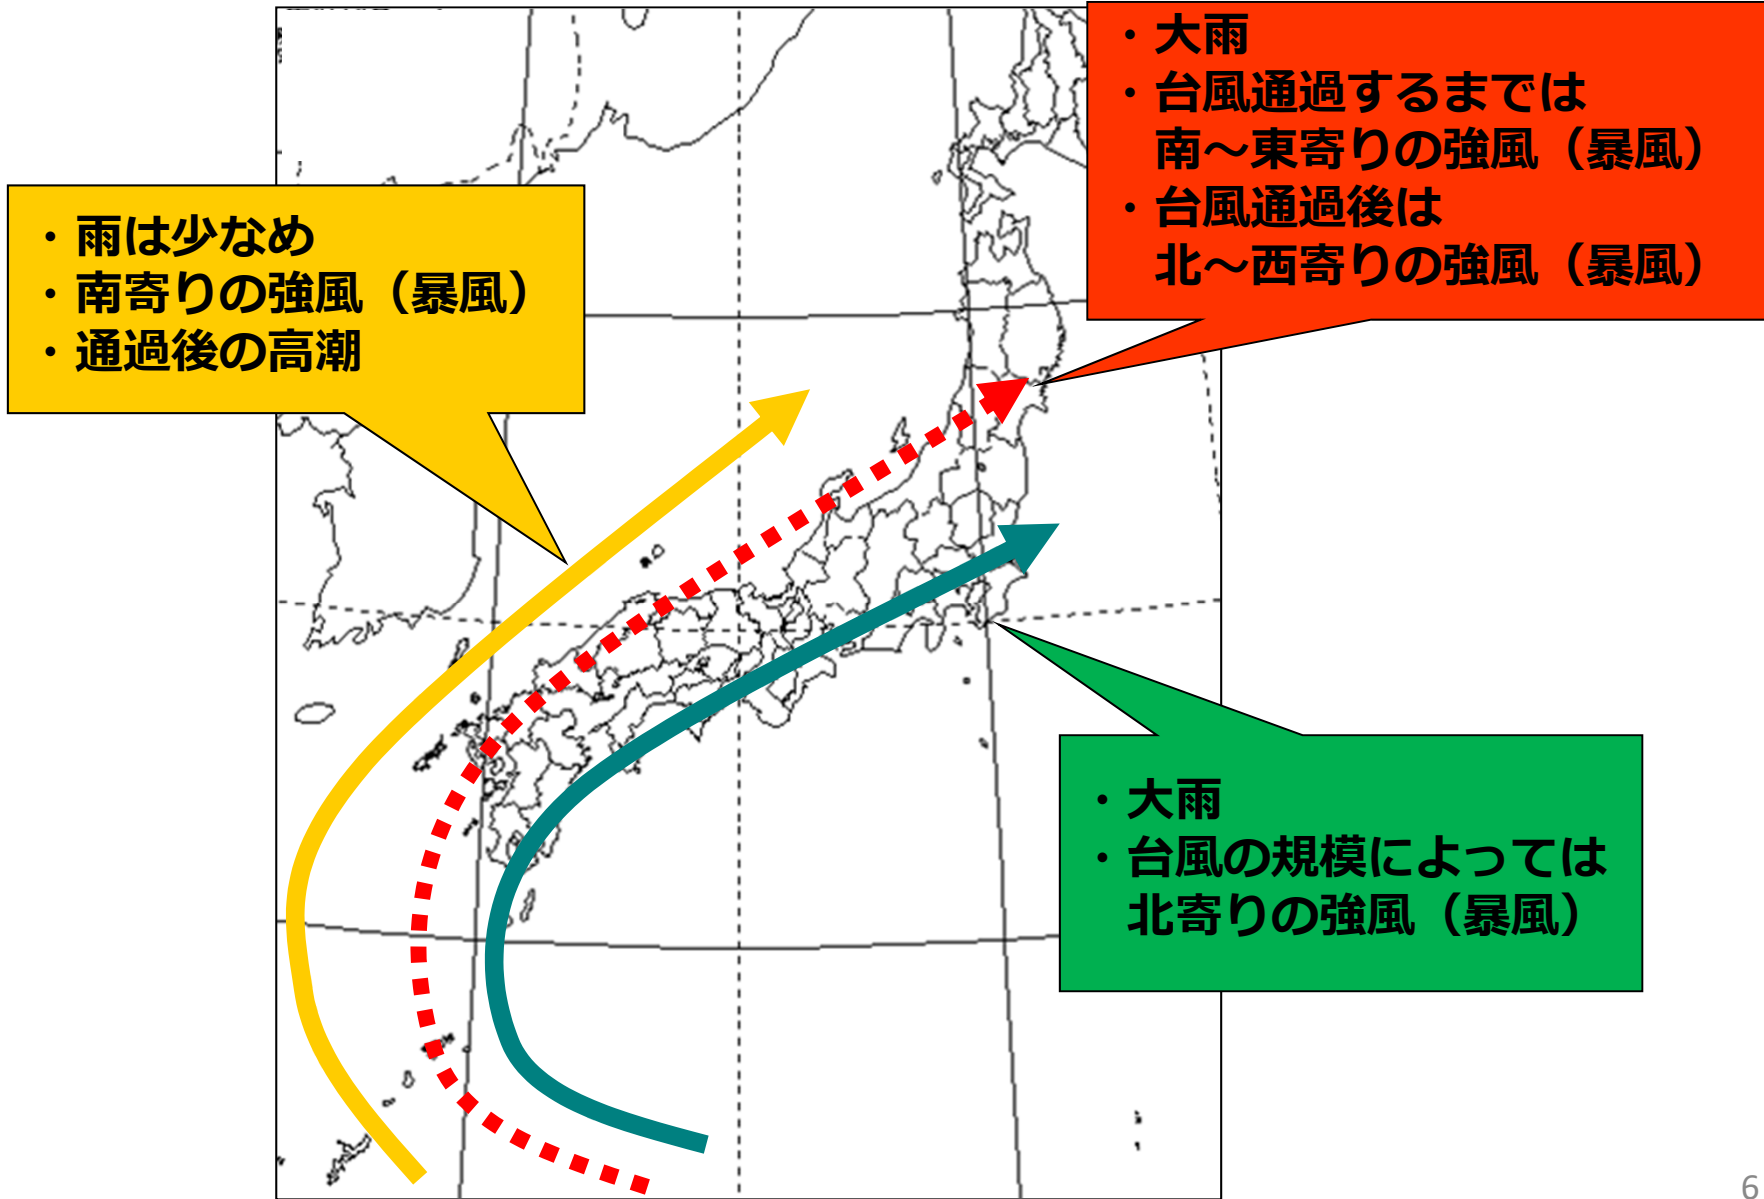 ・大雨
・台風通過するまでは
南～東寄りの強風（暴風）
・台風通過後は
北～西寄りの強風（暴風）
・雨は少なめ
・南寄りの強風（暴風）
・通過後の高潮
・大雨
・台風の規模によっては
北寄りの強風（暴風）
6